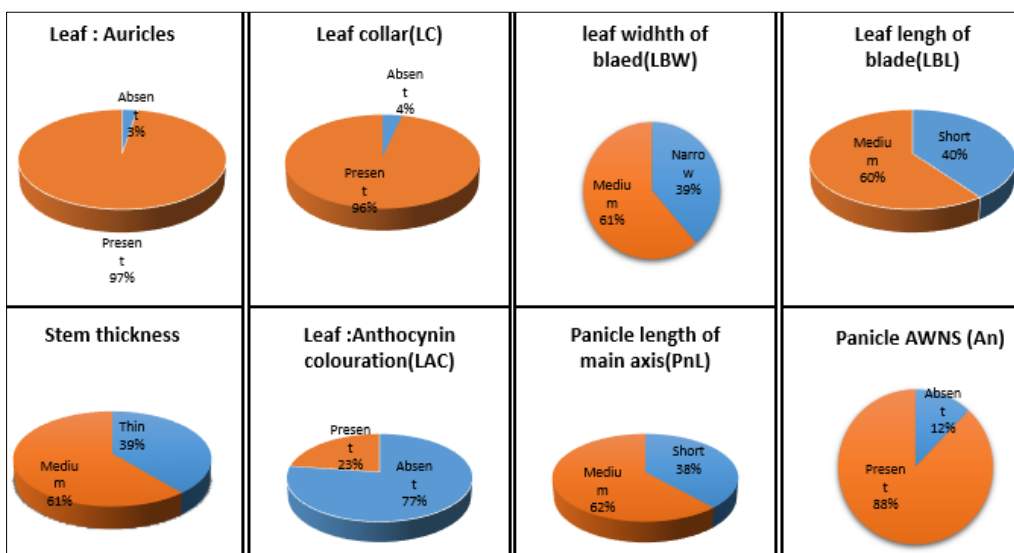 Leaf : Auricles
Absen
t
3%
Presen
t
97%
Leaf collar(LC)
Absen
t
4%
Presen
t
96%
leaf widhth of
blaed(LBW)
Narro
w
39%
Mediu
m
61%
Leaf lengh of
blade(LBL)
Short
40%
Mediu
m
60%
Stem thickness
Thin
39%
Mediu
m
61%
Leaf :Anthocynin
colouration(LAC)
Presen
t
23%
Absen
t
77%
Panicle length of
main axis(PnL)
Short
38%
Mediu
m
62%
Panicle AWNS (An)
Absen
t
12%
Presen
t
88%